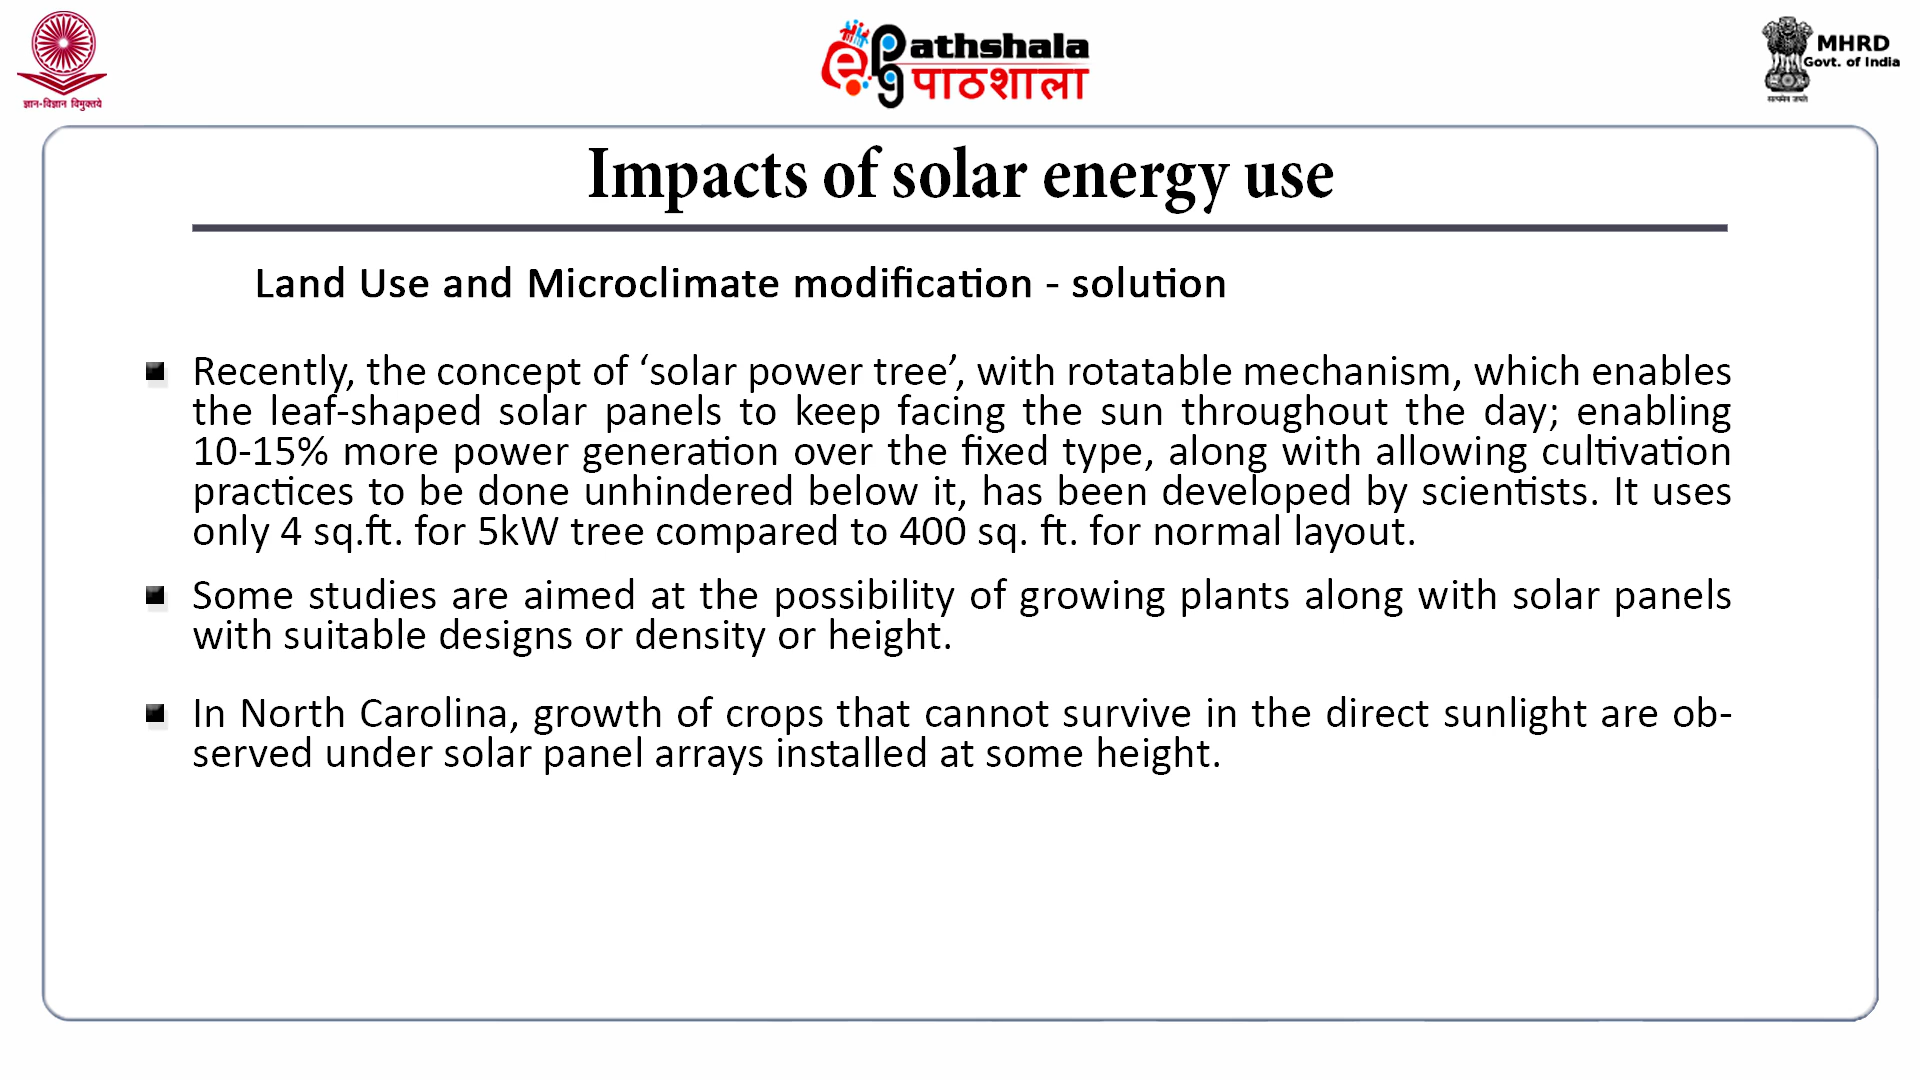 ज्ञान-विज्ञान विमुक्तये
e Pg Pathshala
पाठशाला
MHRD
Govt. of India
सत्यमेव जयते
Impacts of solar energy use
Land Use and Microclimate modification - solution
Recently, the concept of ‘solar power tree’, with rotatable mechanism, which enables
the leaf-shaped solar panels to keep facing the sun throughout the day; enabling
10-15% more power generation over the fixed type, along with allowing cultivation
practices to be done unhindered below it, has been developed by scientists. It uses
only 4 sq.ft. for 5kW tree compared to 400 sq. ft. for normal layout.
Some studies are aimed at the possibility of growing plants along with solar panels
with suitable designs or density or height.
In North Carolina, growth of crops that cannot survive in the direct sunlight are ob-
served under solar panel arrays installed at some height.